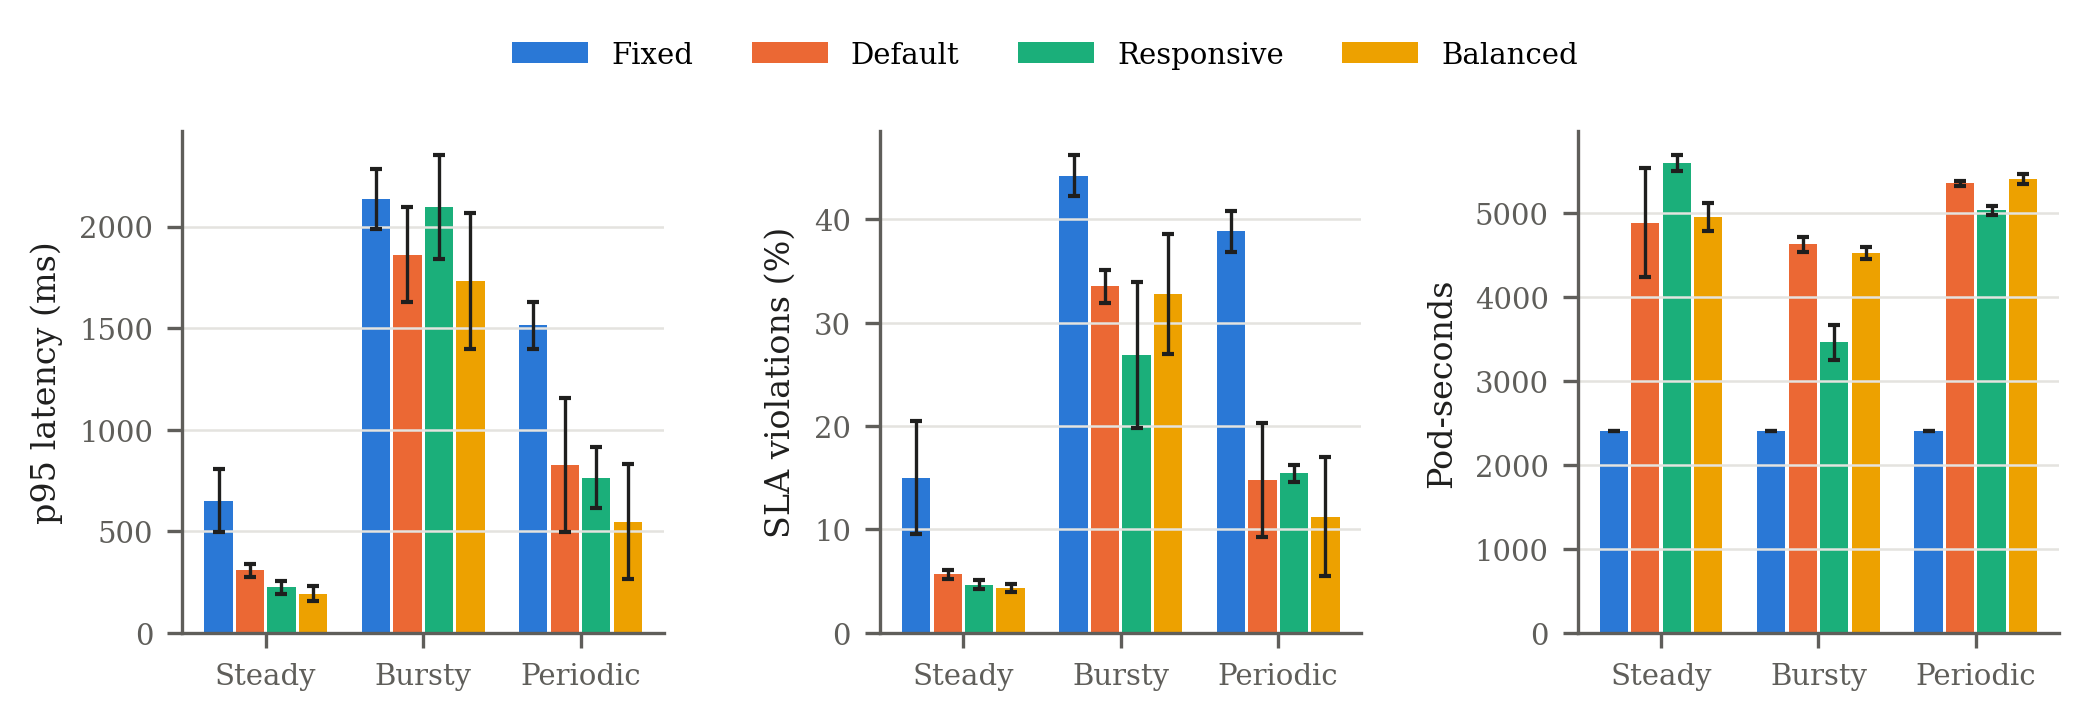 Fixed Default Responsive Balanced
p95 latency (ms)
2000
1500
1000
500
0
Steady Bursty Periodic
SLA violations (%)
40
30
20
10
0
Steady Bursty Periodic
Pod-seconds
5000
4000
3000
2000
1000
0
Steady Bursty Periodic